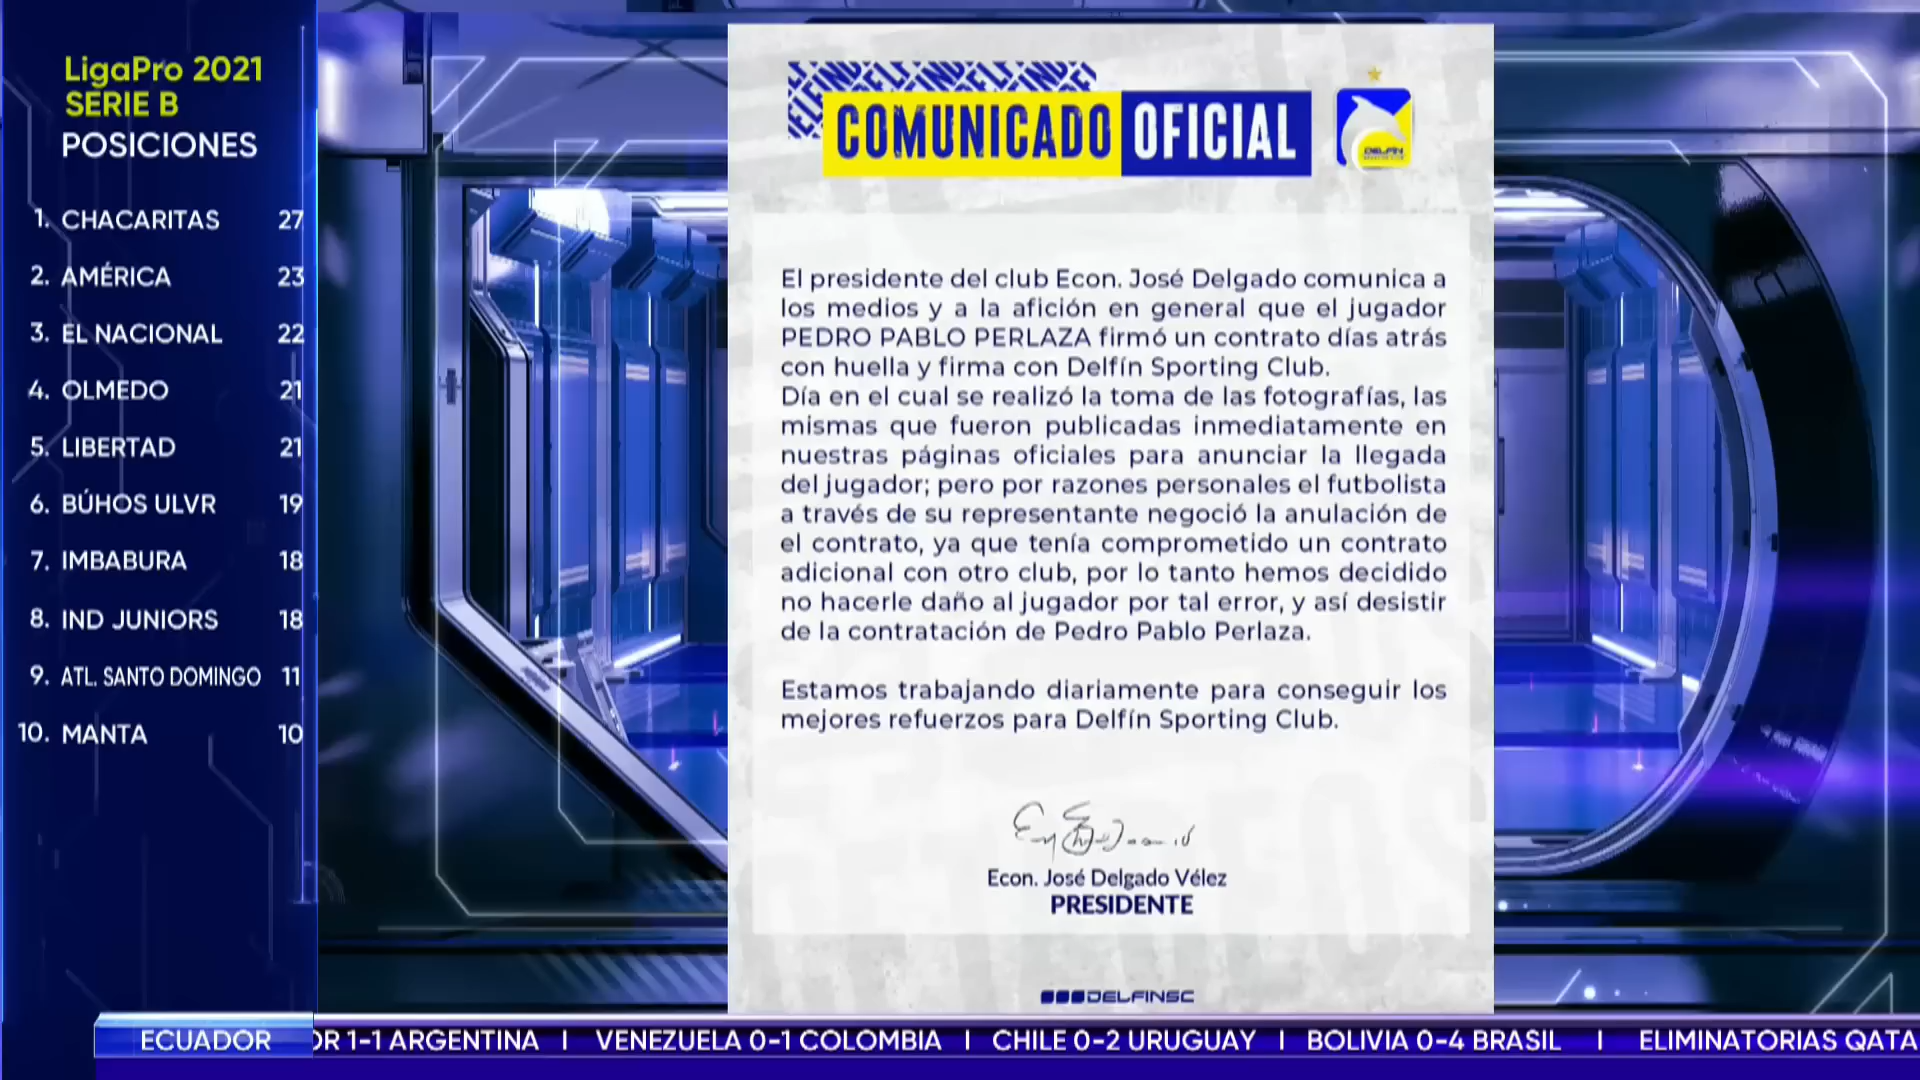 LigaPro 2021
SERIE B
POSICIONES
1. CHACARITAS 27
2. AMÉRICA 23
3. EL NACIONAL 22
4. OLMEDO 21
5. LIBERTAD 21
6. BÚHOS ULVR 19
7. IMBABURA 18
8. IND JUNIORS 18
9. ATL. SANTO DOMINGO 11
10. MANTA 10
COMUNICADO OFICIAL
DELFIN
El presidente del club Econ. José Delgado comunica a
los medios y a la afición en general que el jugador
PEDRO PABLO PERLAZA firmó un contrato días atrás
con huella y firma con Delfín Sporting Club.
Día en el cual se realizó la toma de las fotografías, las
mismas que fueron publicadas inmediatamente en
nuestras páginas oficiales para anunciar la llegada
del jugador; pero por razones personales el futbolista
a través de su representante negoció la anulación de
el contrato, ya que tenía comprometido un contrato
adicional con otro club, por lo tanto hemos decidido
no hacerle daño al jugador por tal error, y así desistir
de la contratación de Pedro Pablo Perlaza.
Estamos trabajando diariamente para conseguir los
mejores refuerzos para Delfín Sporting Club.
Econ. José Delgado Vélez
PRESIDENTE
DELFINSC
ECUADOR OR 1-1 ARGENTINA | VENEZUELA 0-1 COLOMBIA | CHILE 0-2 URUGUAY | BOLIVIA 0-4 BRASIL | ELIMINATORIAS QATA